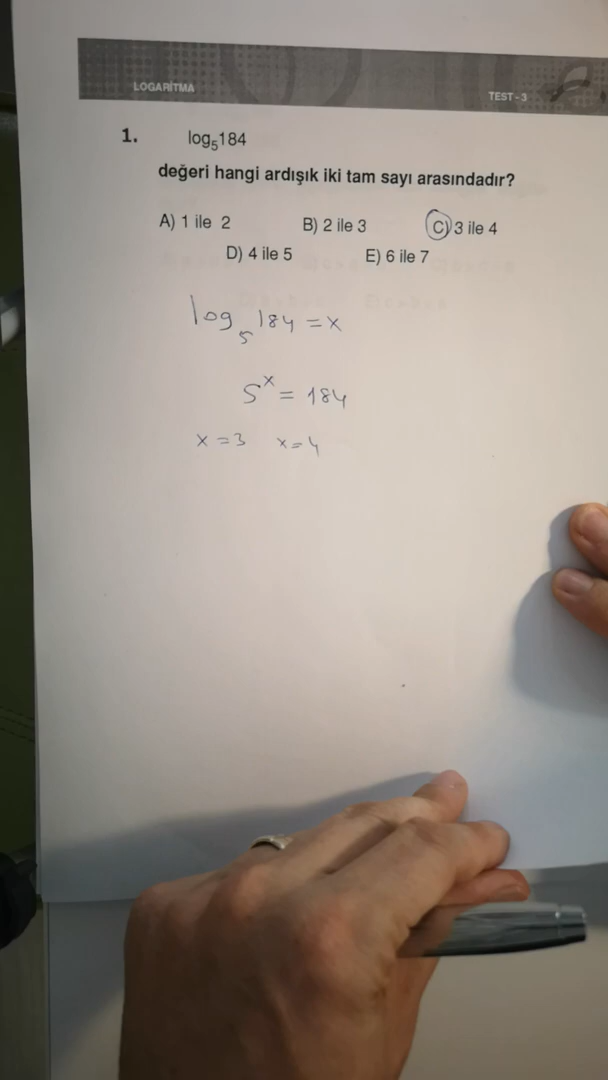 LOGARİTMA
TEST - 3
1. log₅184
değeri hangi ardışık iki tam sayı arasındadır?
A) 1 ile 2 B) 2 ile 3 C) 3 ile 4
D) 4 ile 5 E) 6 ile 7
log₅ 184 = x
5ˣ = 184
x = 3 x = 4